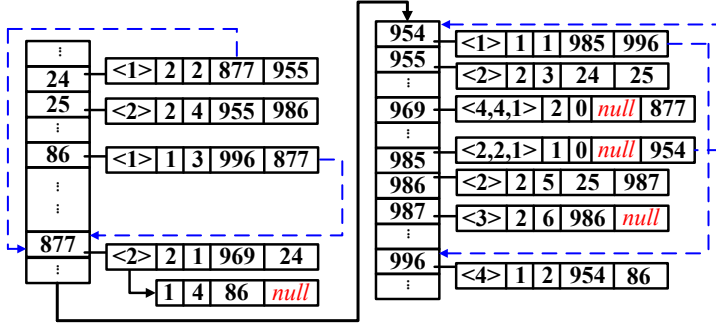 ⋮
24 <1> 2 2 877 955
25 <2> 2 4 955 986
⋮
86 <1> 1 3 996 877
⋮
⋮
877 <2> 2 1 969 24
⋮ 1 4 86 null
954 <1> 1 1 985 996
955 <2> 2 3 24 25
⋮
969 <4,4,1> 2 0 null 877
⋮
985 <2,2,1> 1 0 null 954
986 <2> 2 5 25 987
987 <3> 2 6 986 null
⋮
996 <4> 1 2 954 86
⋮